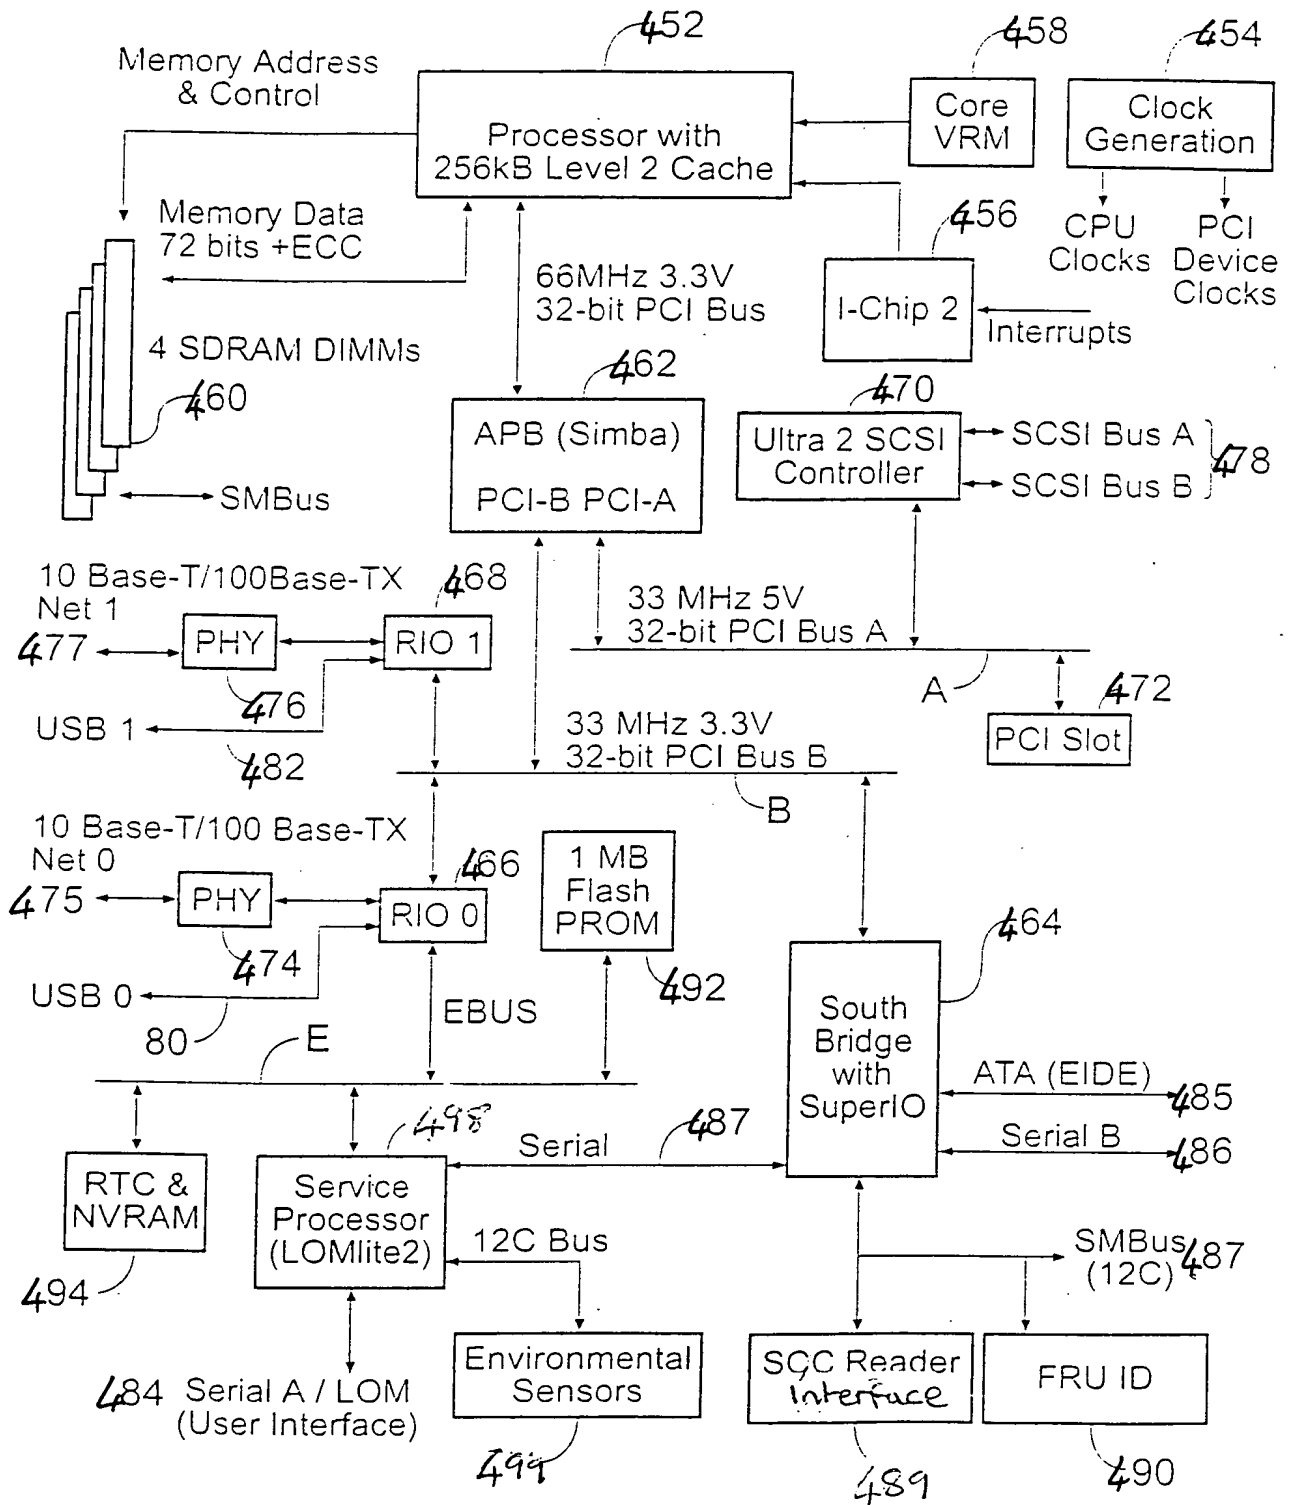 452
458
454
Memory Address
& Control
Processor with
256kB Level 2 Cache
Core
VRM
Clock
Generation
CPU
Clocks
PCI
Device
Clocks
Memory Data
72 bits +ECC
456
66MHz 3.3V
32-bit PCI Bus
I-Chip 2
Interrupts
4 SDRAM DIMMs
460
SMBus
462
APB (Simba)
PCI-B PCI-A
470
Ultra 2 SCSI
Controller
SCSI Bus A
SCSI Bus B
478
10 Base-T/100Base-TX
Net 1
477
PHY
476
468
RIO 1
USB 1
482
33 MHz 5V
32-bit PCI Bus A
A
472
PCI Slot
33 MHz 3.3V
32-bit PCI Bus B
B
10 Base-T/100 Base-TX
Net 0
475
PHY
474
466
RIO 0
USB 0
80
1 MB
Flash
PROM
492
EBUS
E
464
South
Bridge
with
SuperIO
ATA (EIDE)
485
Serial B
486
498
Serial
487
RTC &
NVRAM
494
Service
Processor
(LOMlite2)
12C Bus
SMBus
(12C)
487
484
Serial A / LOM
(User Interface)
Environmental
Sensors
499
SCC Reader
Interface
489
FRU ID
490